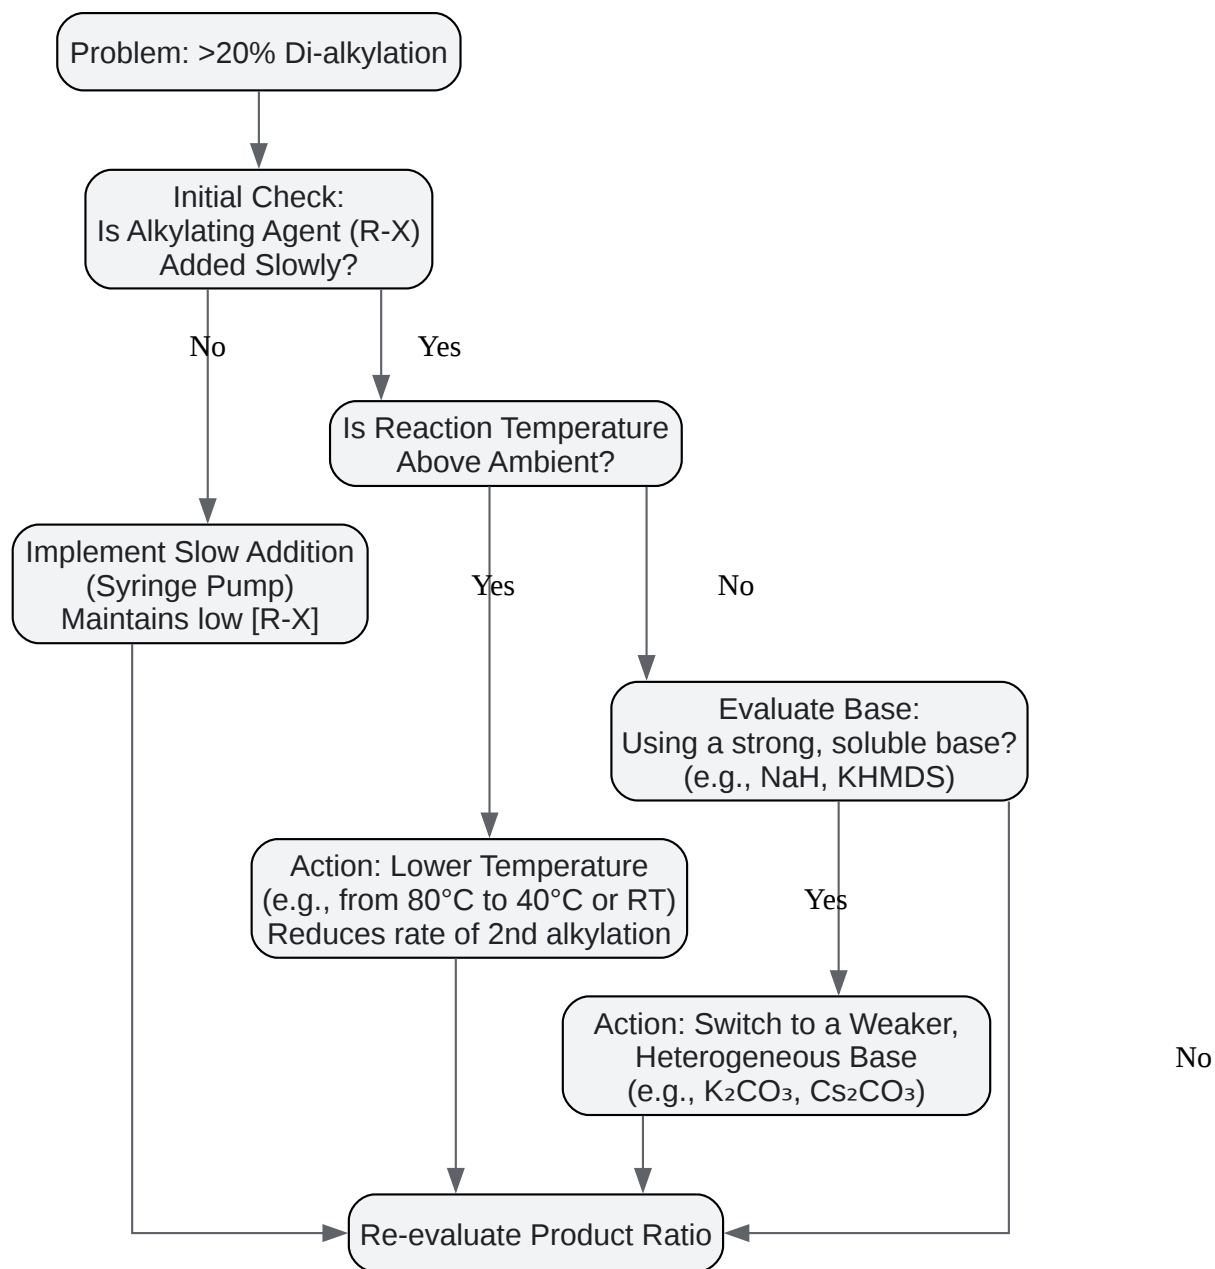 Problem: >20% Di-alkylation
Initial Check:
Is Alkylating Agent (R-X)
Added Slowly?
No
Yes
Is Reaction Temperature
Above Ambient?
Implement Slow Addition
(Syringe Pump)
Maintains low [R-X]
Yes
No
Evaluate Base:
Using a strong, soluble base?
(e.g., NaH, KHMDS)
Action: Lower Temperature
(e.g., from 80°C to 40°C or RT)
Reduces rate of 2nd alkylation
Yes
Action: Switch to a Weaker,
Heterogeneous Base
(e.g., K₂CO₃, Cs₂CO₃)
No
Re-evaluate Product Ratio